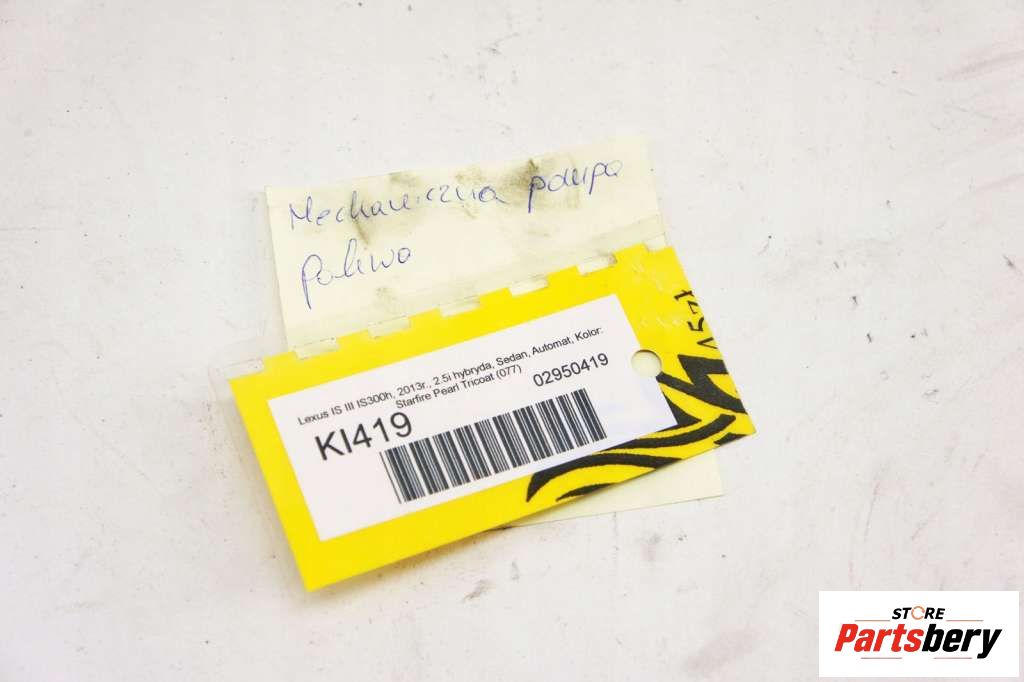 Mechaniczna pompa
Paliwa
Lexus IS III IS300h, 2013r., 2.5i hybryda, Sedan, Automat, Kolor:
Starfire Pearl Tricoat (077)
KI419
02950419
STORE
Partsbery